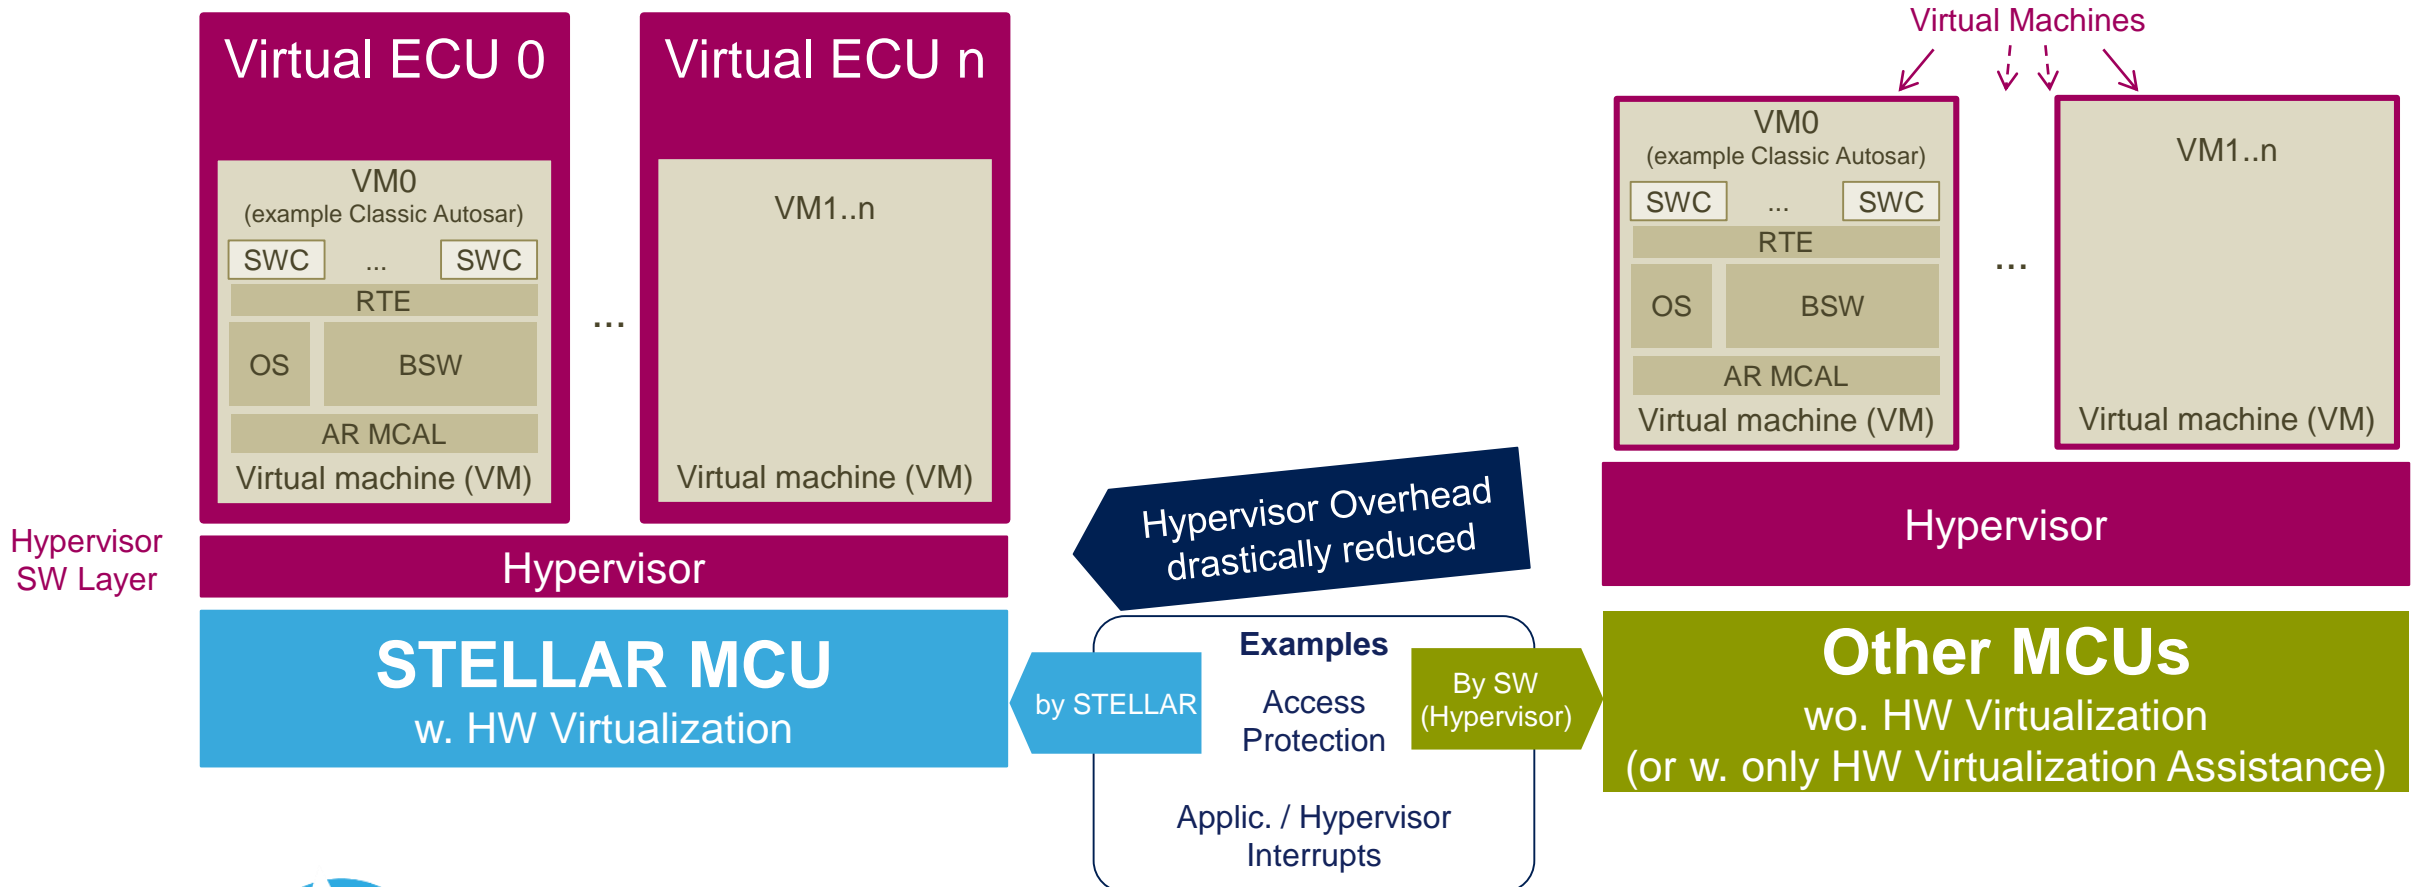 Virtual ECU 0
VM0
(example Classic Autosar)
SWC ... SWC
RTE
OS BSW
AR MCAL
Virtual machine (VM)
...
Virtual ECU n
VM1..n
Virtual machine (VM)
Hypervisor
SW Layer
Hypervisor
STELLAR MCU
w. HW Virtualization
Hypervisor Overhead
drastically reduced
Examples
by STELLAR
Access
Protection
By SW
(Hypervisor)
Applic. / Hypervisor
Interrupts
Virtual Machines
VM0
(example Classic Autosar)
SWC ... SWC
RTE
OS BSW
AR MCAL
Virtual machine (VM)
...
VM1..n
Virtual machine (VM)
Hypervisor
Other MCUs
wo. HW Virtualization
(or w. only HW Virtualization Assistance)